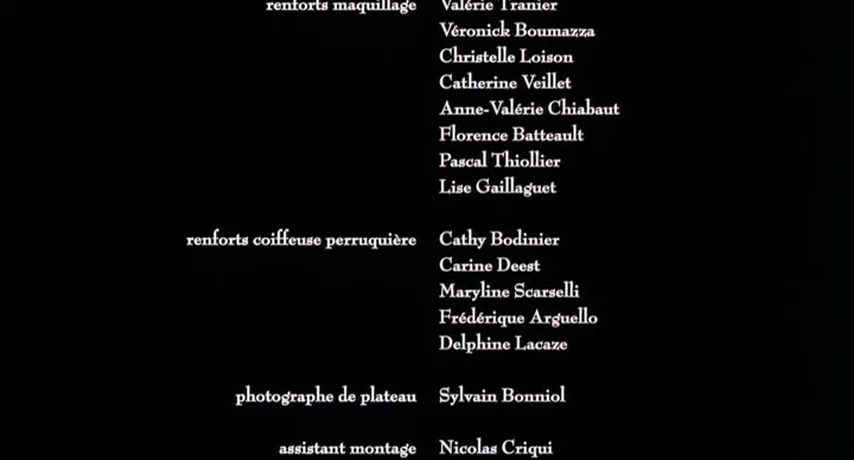 renforts maquillage Valérie Tranier
Véronick Boumazza
Christelle Loison
Catherine Veillet
Anne-Valérie Chiabaut
Florence Batteault
Pascal Thiollier
Lise Gaillaguet
renforts coiffeuse perruquière Cathy Bodinier
Carine Deest
Maryline Scarselli
Frédérique Arguello
Delphine Lacaze
photographe de plateau Sylvain Bonniol
assistant montage Nicolas Criqui